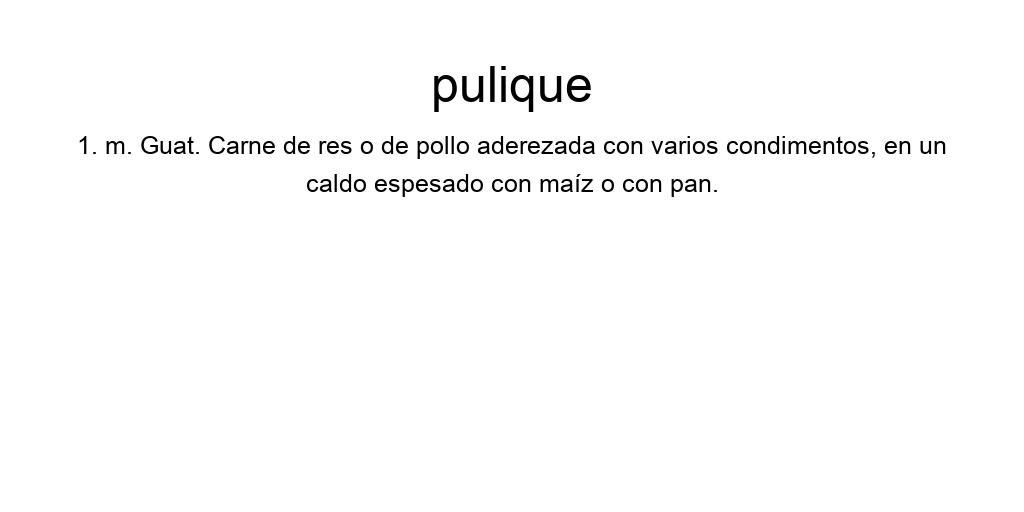 pulique
1. m. Guat. Carne de res o de pollo aderezada con varios condimentos, en un
caldo espesado con maíz o con pan.